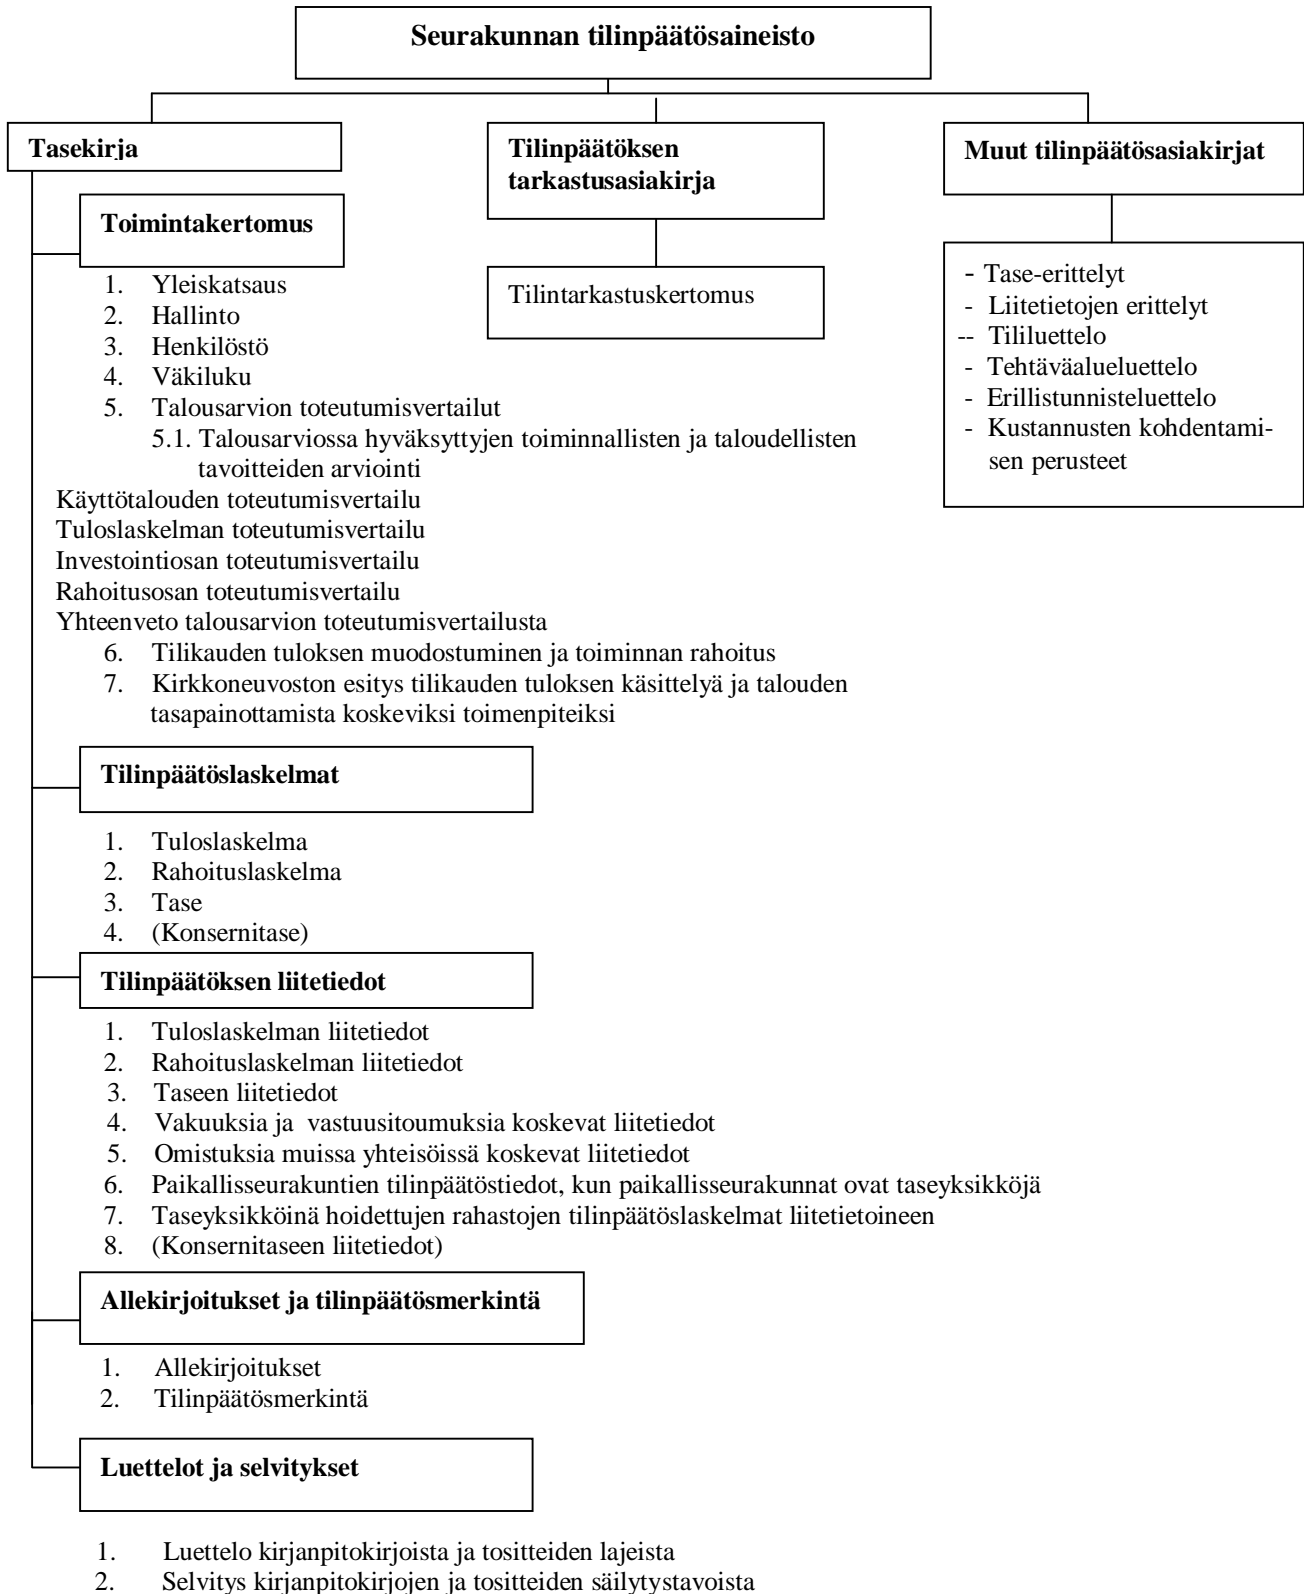 Seurakunnan tilinpäätösaineisto
Tasekirja
Tilinpäätöksen
tarkastusasiakirja
Muut tilinpäätösasiakirjat
Toimintakertomus
1. Yleiskatsaus
2. Hallinto
3. Henkilöstö
4. Väkiluku
5. Talousarvion toteutumisvertailut
5.1. Talousarviossa hyväksyttyjen toiminnallisten ja taloudellisten
tavoitteiden arviointi
Käyttötalouden toteutumisvertailu
Tuloslaskelman toteutumisvertailu
Investointiosan toteutumisvertailu
Rahoitusosan toteutumisvertailu
Yhteenveto talousarvion toteutumisvertailusta
6. Tilikauden tuloksen muodostuminen ja toiminnan rahoitus
7. Kirkkoneuvoston esitys tilikauden tuloksen käsittelyä ja talouden
tasapainottamista koskeviksi toimenpiteiksi
Tilintarkastuskertomus
- Tase-erittelyt
- Liitetietojen erittelyt
-- Tililuettelo
- Tehtäväalueluettelo
- Erillistunnisteluettelo
- Kustannusten kohdentami-
sen perusteet
Tilinpäätöslaskelmat
1. Tuloslaskelma
2. Rahoituslaskelma
3. Tase
4. (Konsernitase)
Tilinpäätöksen liitetiedot
1. Tuloslaskelman liitetiedot
2. Rahoituslaskelman liitetiedot
3. Taseen liitetiedot
4. Vakuuksia ja vastuusitoumuksia koskevat liitetiedot
5. Omistuksia muissa yhteisöissä koskevat liitetiedot
6. Paikallisseurakuntien tilinpäätöstiedot, kun paikallisseurakunnat ovat taseyksikköjä
7. Taseyksikköinä hoidettujen rahastojen tilinpäätöslaskelmat liitetietoineen
8. (Konsernitaseen liitetiedot)
Allekirjoitukset ja tilinpäätösmerkintä
1. Allekirjoitukset
2. Tilinpäätösmerkintä
Luettelot ja selvitykset
1. Luettelo kirjanpitokirjoista ja tositteiden lajeista
2. Selvitys kirjanpitokirjojen ja tositteiden säilytystavoista